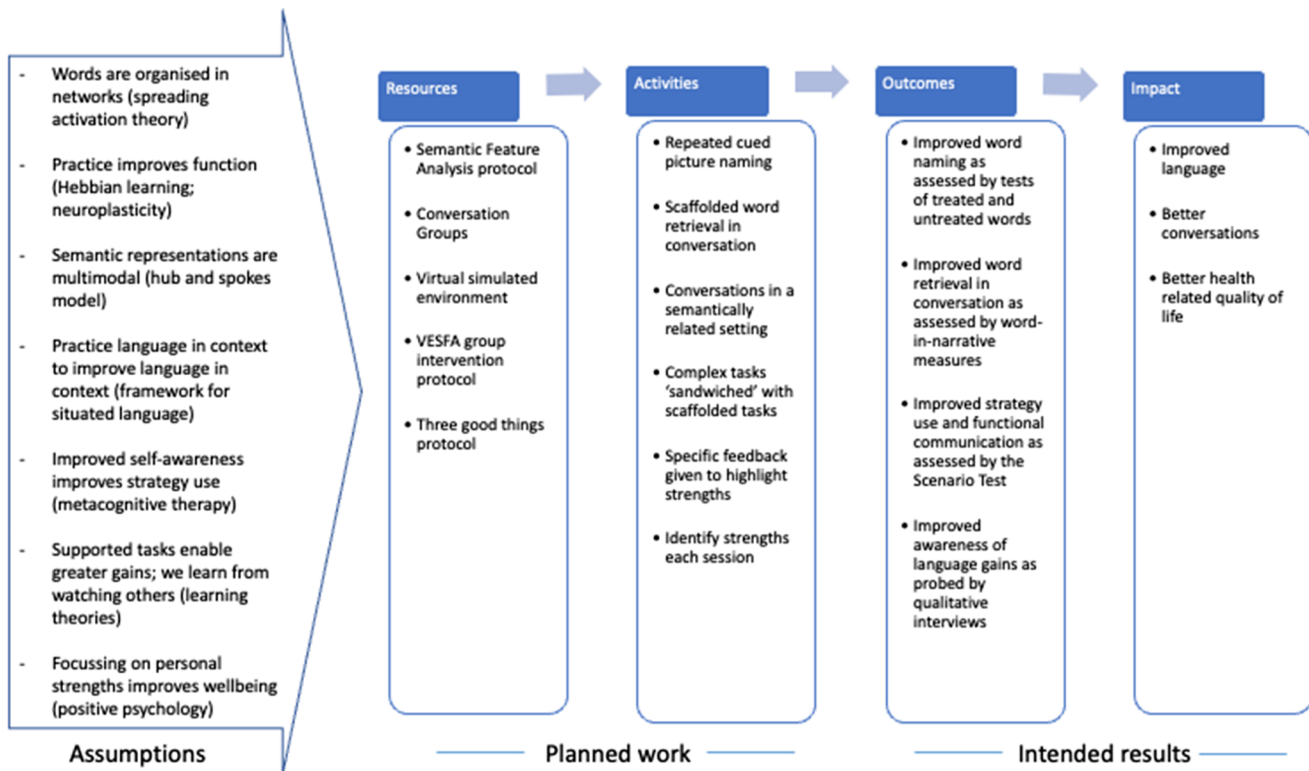 - Words are organised in
networks (spreading
activation theory)
- Practice improves function
(Hebbian learning;
neuroplasticity)
- Semantic representations are
multimodal (hub and spokes
model)
- Practice language in context
to improve language in
context (framework for
situated language)
- Improved self-awareness
improves strategy use
(metacognitive therapy)
- Supported tasks enable
greater gains; we learn from
watching others (learning
theories)
- Focussing on personal
strengths improves wellbeing
(positive psychology)
Assumptions
Resources
• Semantic Feature
Analysis protocol
• Conversation
Groups
• Virtual simulated
environment
• VESFA group
intervention
protocol
• Three good things
protocol
Activities
• Repeated cued
picture naming
• Scaffolded word
retrieval in
conversation
• Conversations in a
semantically
related setting
• Complex tasks
‘sandwiched’ with
scaffolded tasks
• Specific feedback
given to highlight
strengths
• Identify strengths
each session
Planned work
Outcomes
• Improved word
naming as
assessed by tests
of treated and
untreated words
• Improved word
retrieval in
conversation as
assessed by word-
in-narrative
measures
• Improved strategy
use and functional
communication as
assessed by the
Scenario Test
• Improved
awareness of
language gains as
probed by
qualitative
interviews
Impact
• Improved
language
• Better
conversations
• Better health
related quality of
life
Intended results